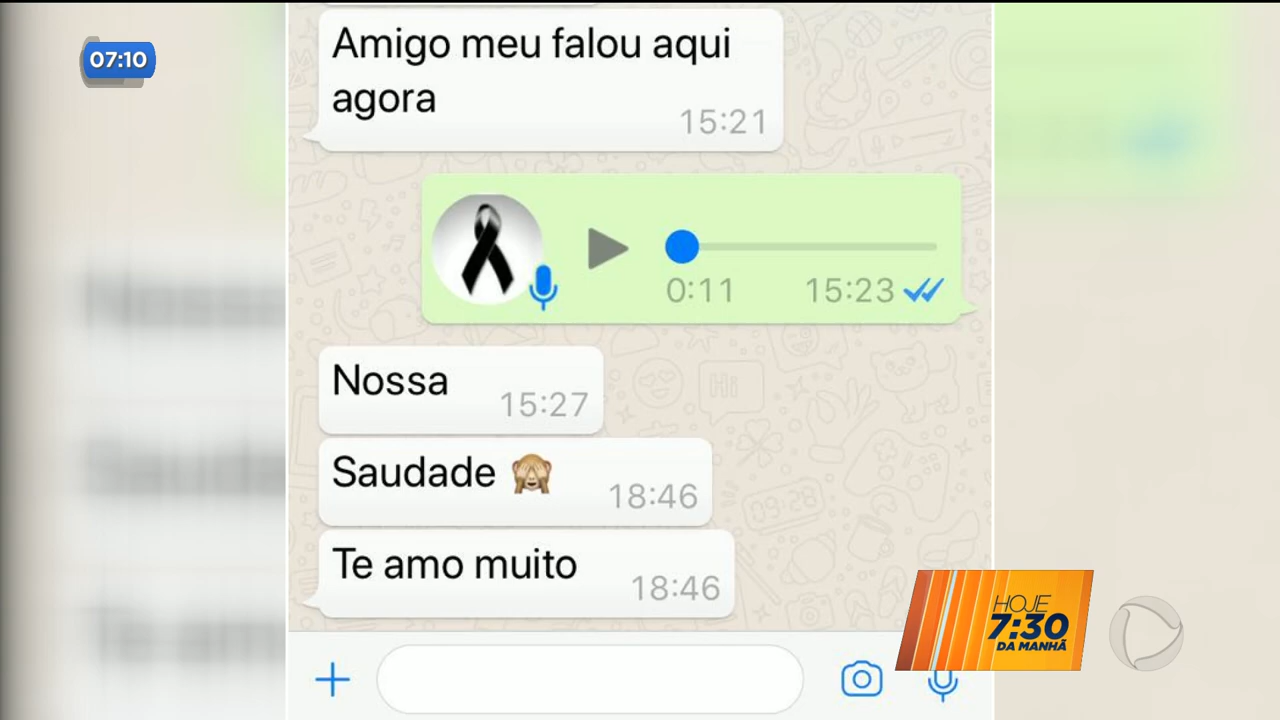 07:10
Amigo meu falou aqui
agora
15:21
0:11 15:23
Nossa
15:27
Saudade 🙈
18:46
Te amo muito
18:46
HOJE
7:30
DA MANHÃ